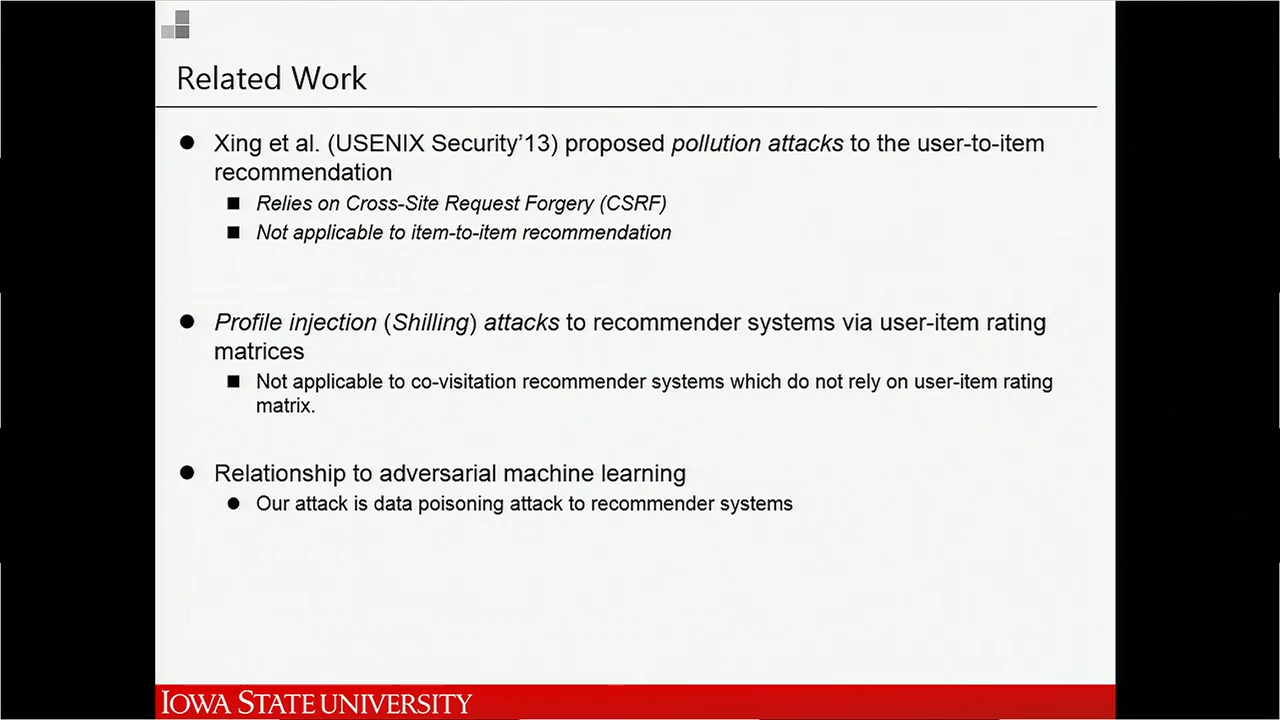 Related Work
● Xing et al. (USENIX Security’13) proposed pollution attacks to the user-to-item
recommendation
■ Relies on Cross-Site Request Forgery (CSRF)
■ Not applicable to item-to-item recommendation
● Profile injection (Shilling) attacks to recommender systems via user-item rating
matrices
■ Not applicable to co-visitation recommender systems which do not rely on user-item rating
matrix.
● Relationship to adversarial machine learning
● Our attack is data poisoning attack to recommender systems
IOWA STATE UNIVERSITY